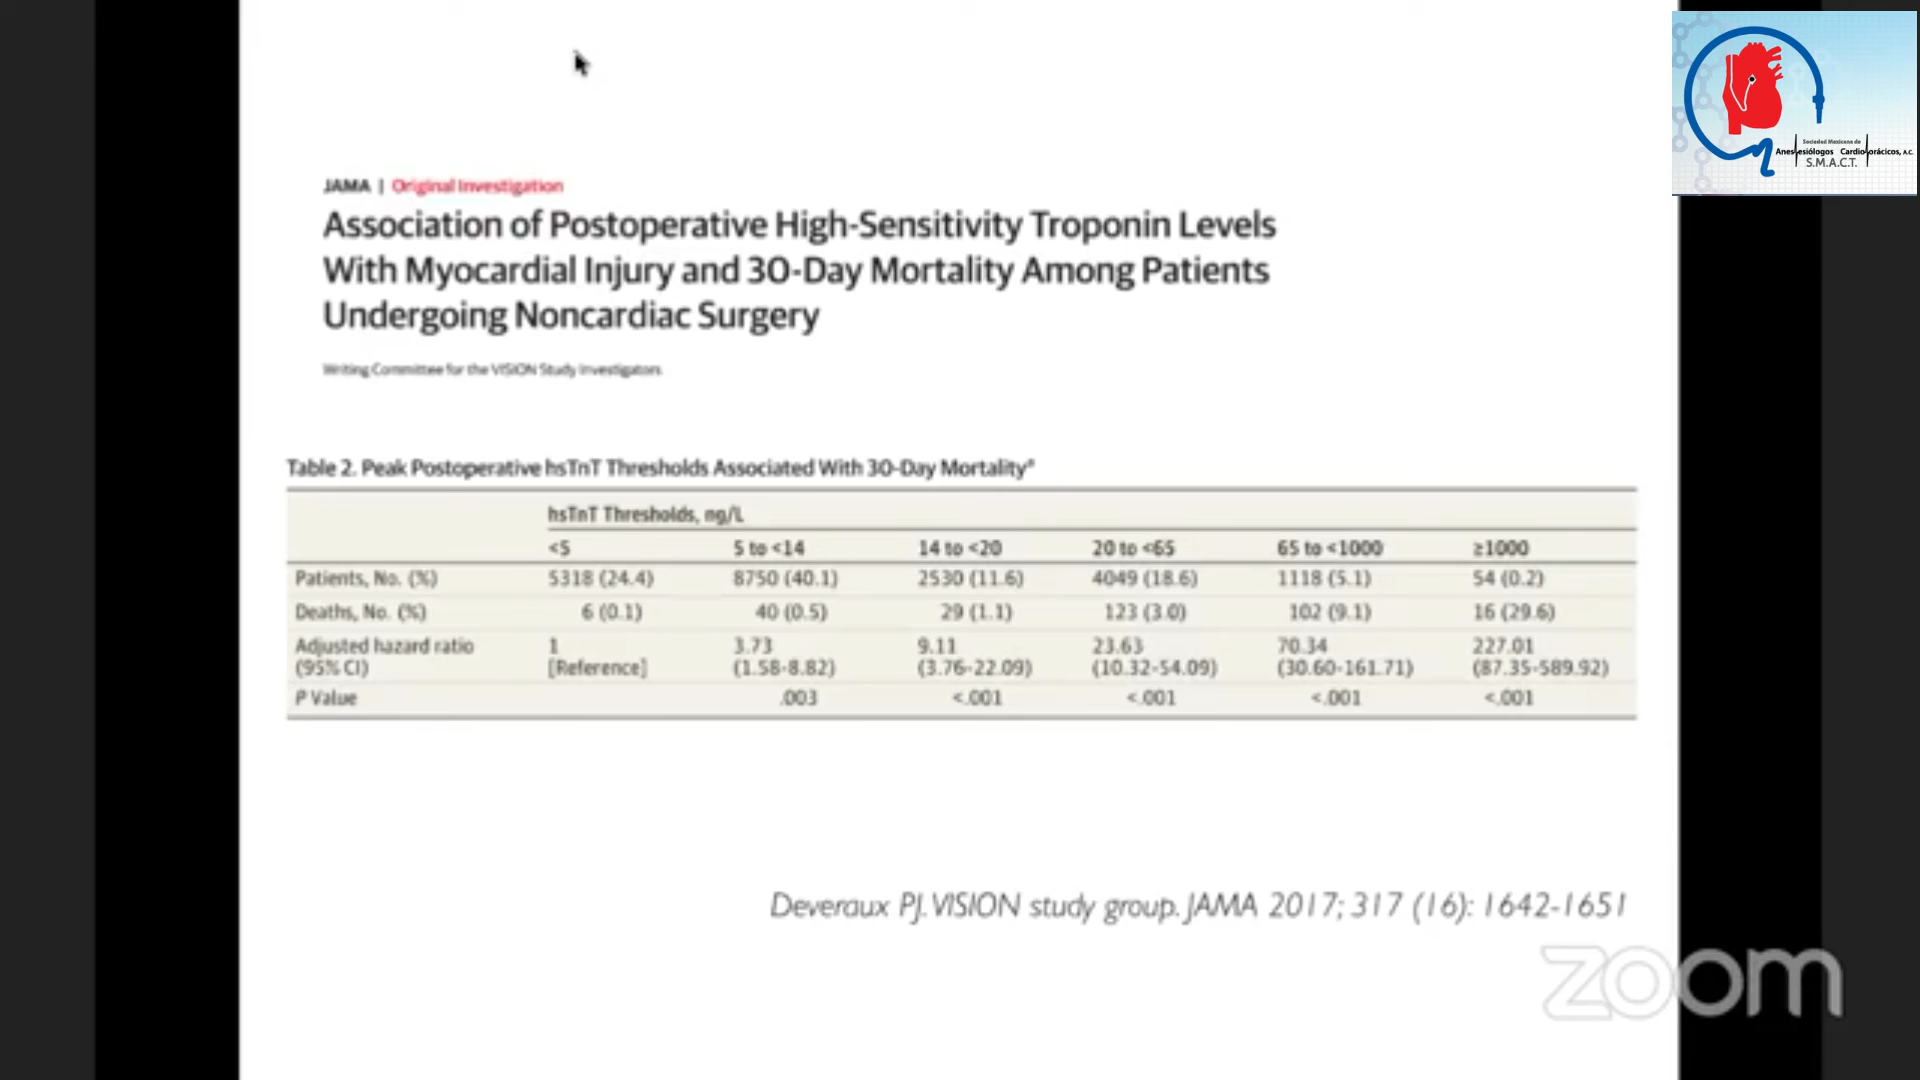 Sociedad Mexicana de
Anestesiólogos Cardiotorácicos, A.C.
S.M.A.C.T.
JAMA | Original Investigation
Association of Postoperative High-Sensitivity Troponin Levels
With Myocardial Injury and 30-Day Mortality Among Patients
Undergoing Noncardiac Surgery
Writing Committee for the VISION Study Investigators
Table 2. Peak Postoperative hsTnT Thresholds Associated With 30-Day Mortalityª
hsTnT Thresholds, ng/L
<5 5 to <14 14 to <20 20 to <65 65 to <1000 ≥1000
Patients, No. (%) 5318 (24.4) 8750 (40.1) 2530 (11.6) 4049 (18.6) 1118 (5.1) 54 (0.2)
Deaths, No. (%) 6 (0.1) 40 (0.5) 29 (1.1) 123 (3.0) 102 (9.1) 16 (29.6)
Adjusted hazard ratio 1 3.73 9.11 23.63 70.34 227.01
(95% CI) [Reference] (1.58-8.82) (3.76-22.09) (10.32-54.09) (30.60-161.71) (87.35-589.92)
P Value .003 <.001 <.001 <.001 <.001
Deveraux PJ. VISION study group. JAMA 2017; 317 (16): 1642-1651
zoom